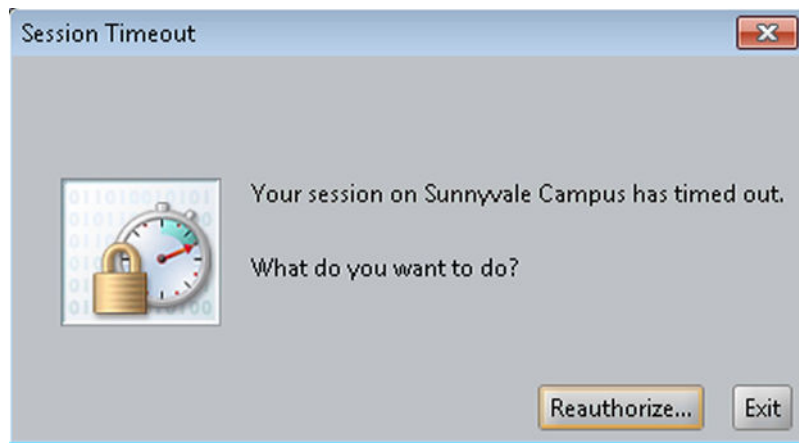 Session Timeout
Your session on Sunnyvale Campus has timed out.
What do you want to do?
Reauthorize...
Exit